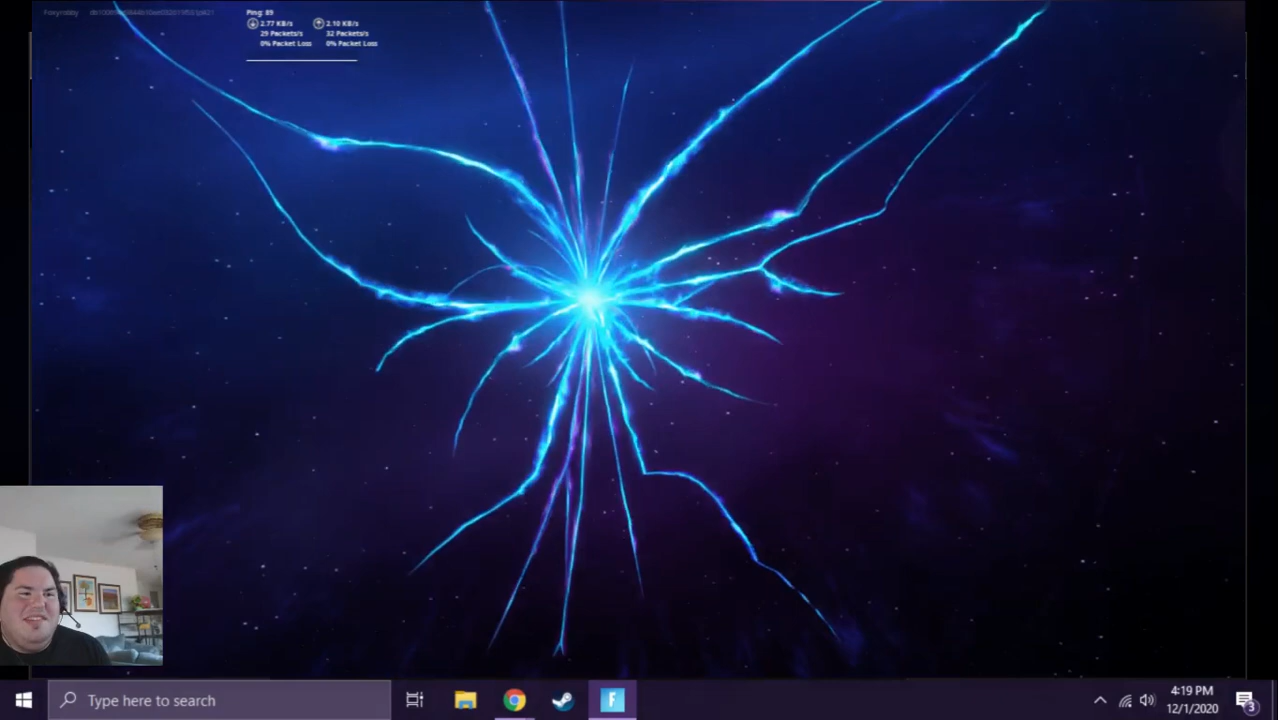 Ping: 89
2.77 KB/s 2.10 KB/s
29 Packets/s 32 Packets/s
0% Packet Loss 0% Packet Loss
Type here to search
F
4:19 PM
12/1/2020
3